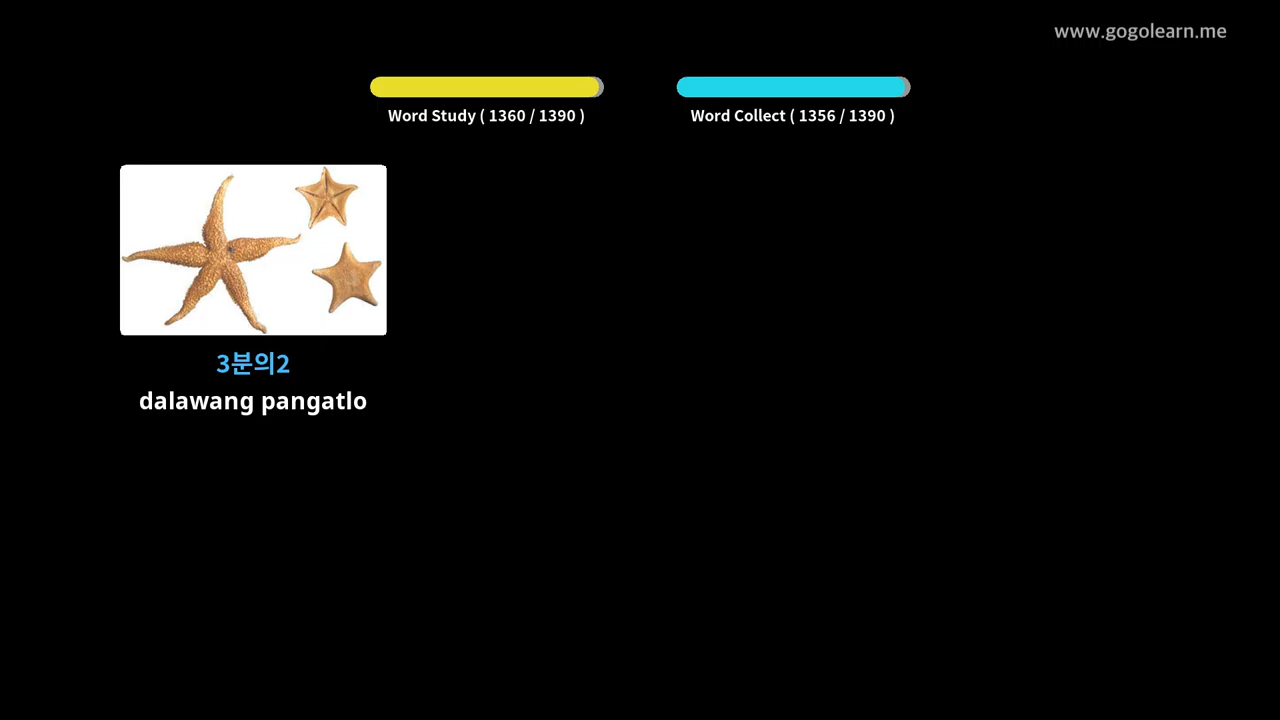 www.gogolearn.me
Word Study ( 1360 / 1390 )
Word Collect ( 1356 / 1390 )
3분의2
dalawang pangatlo